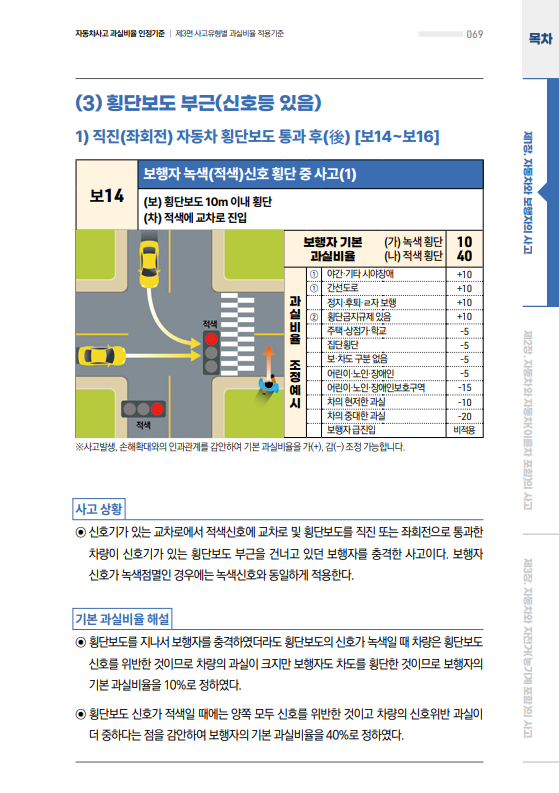 자동차사고 과실비율 인정기준 | 제3편 사고유형별 과실비율 적용기준
069
목차
(3) 횡단보도 부근(신호등 있음)
1) 직진(좌회전) 자동차 횡단보도 통과 후(後) [보14~보16]
보14
보행자 녹색(적색)신호 횡단 중 사고(1)
(보) 횡단보도 10m 이내 횡단
(차) 적색에 교차로 진입
적색
적색
보행자 기본 과실비율
(가) 녹색 횡단 10
(나) 적색 횡단 40
과실비율 조정예시
① 야간·기타 시야장애 +10
① 간선도로 +10
정지·후퇴·ㄹ자 보행 +10
② 횡단금지규제 있음 +10
주택·상점가·학교 -5
집단횡단 -5
보·차도 구분 없음 -5
어린이·노인·장애인 -5
어린이·노인·장애인보호구역 -15
차의 현저한 과실 -10
차의 중대한 과실 -20
보행자 급진입 비적용
※사고발생, 손해확대와의 인과관계를 감안하여 기본 과실비율을 가(+), 감(-) 조정 가능합니다.
사고 상황
◉ 신호기가 있는 교차로에서 적색신호에 교차로 및 횡단보도를 직진 또는 좌회전으로 통과한
차량이 신호기가 있는 횡단보도 부근을 건너고 있던 보행자를 충격한 사고이다. 보행자
신호가 녹색점멸인 경우에는 녹색신호와 동일하게 적용한다.
기본 과실비율 해설
◉ 횡단보도를 지나서 보행자를 충격하였더라도 횡단보도의 신호가 녹색일 때 차량은 횡단보도
신호를 위반한 것이므로 차량의 과실이 크지만 보행자도 차도를 횡단한 것이므로 보행자의
기본 과실비율을 10%로 정하였다.
◉ 횡단보도 신호가 적색일 때에는 양쪽 모두 신호를 위반한 것이고 차량의 신호위반 과실이
더 중하다는 점을 감안하여 보행자의 기본 과실비율을 40%로 정하였다.
제1장. 자동차와 보행자의 사고
제2장. 자동차와 자동차(이륜차 포함)의 사고
제3장. 자동차와 자전거(농기계 포함)의 사고